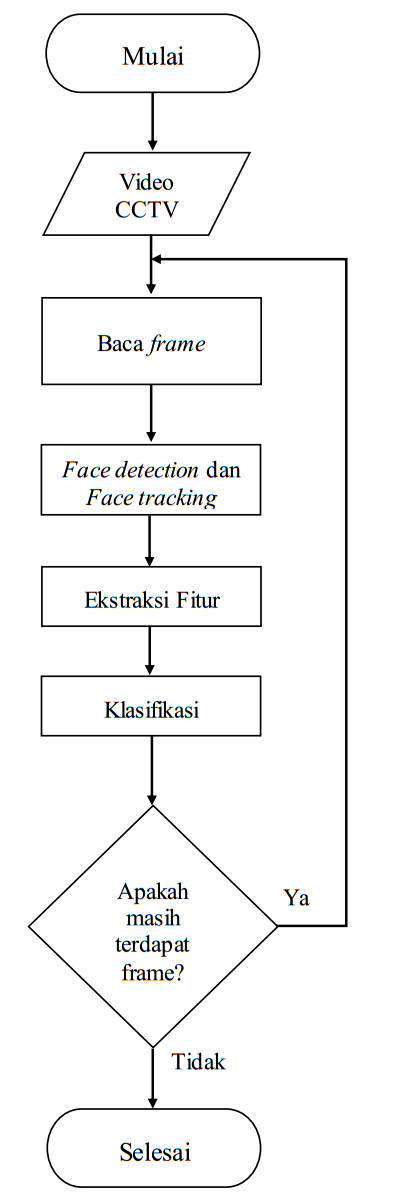 Mulai
Video
CCTV
Baca frame
Face detection dan
Face tracking
Ekstraksi Fitur
Klasifikasi
Apakah
masih
terdapat
frame?
Ya
Tidak
Selesai